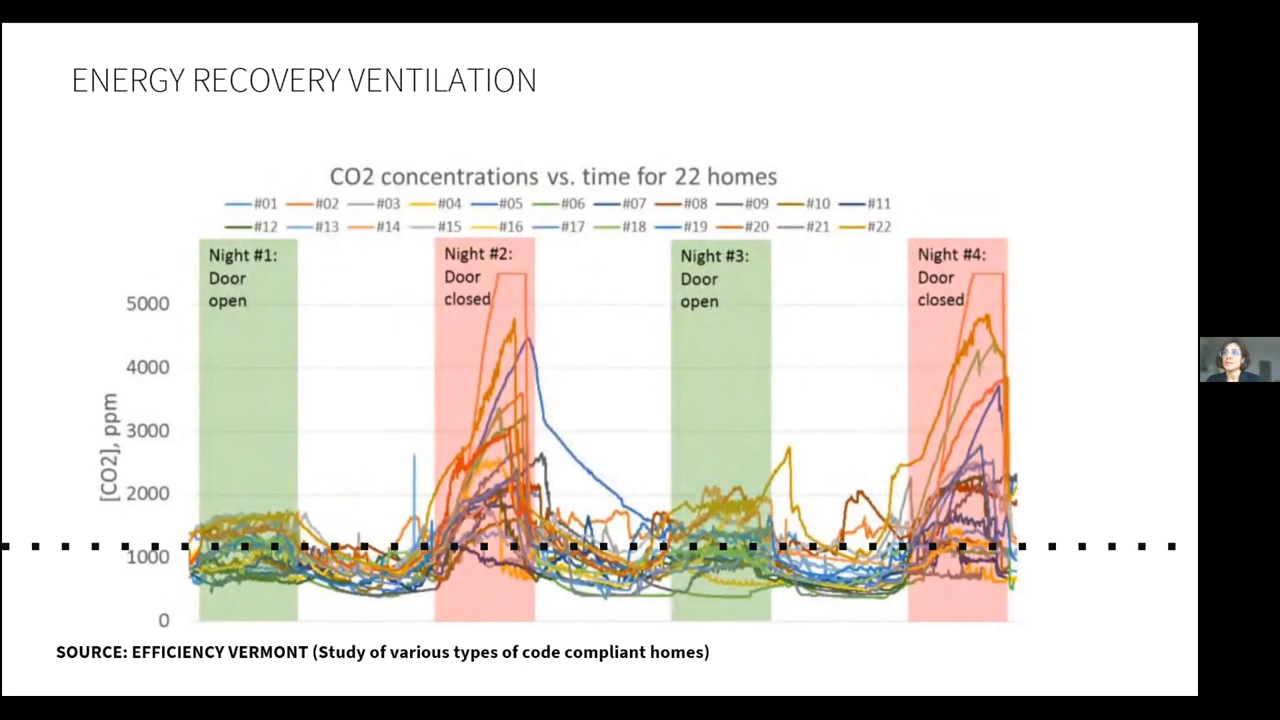 ENERGY RECOVERY VENTILATION
CO2 concentrations vs. time for 22 homes
#01 #02 #03 #04 #05 #06 #07 #08 #09 #10 #11
#12 #13 #14 #15 #16 #17 #18 #19 #20 #21 #22
Night #1:
Door
open
Night #2:
Door
closed
Night #3:
Door
open
Night #4:
Door
closed
[CO2], ppm
5000
4000
3000
2000
1000
0
SOURCE: EFFICIENCY VERMONT (Study of various types of code compliant homes)